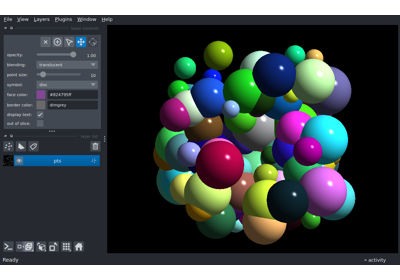 File View Layers Plugins Window Help
opacity: 1.00
blending: translucent
point size: 10
symbol: disc
face color: #924795ff
border color: dimgrey
display text: ✓
out of slice:
pts
Ready
activity